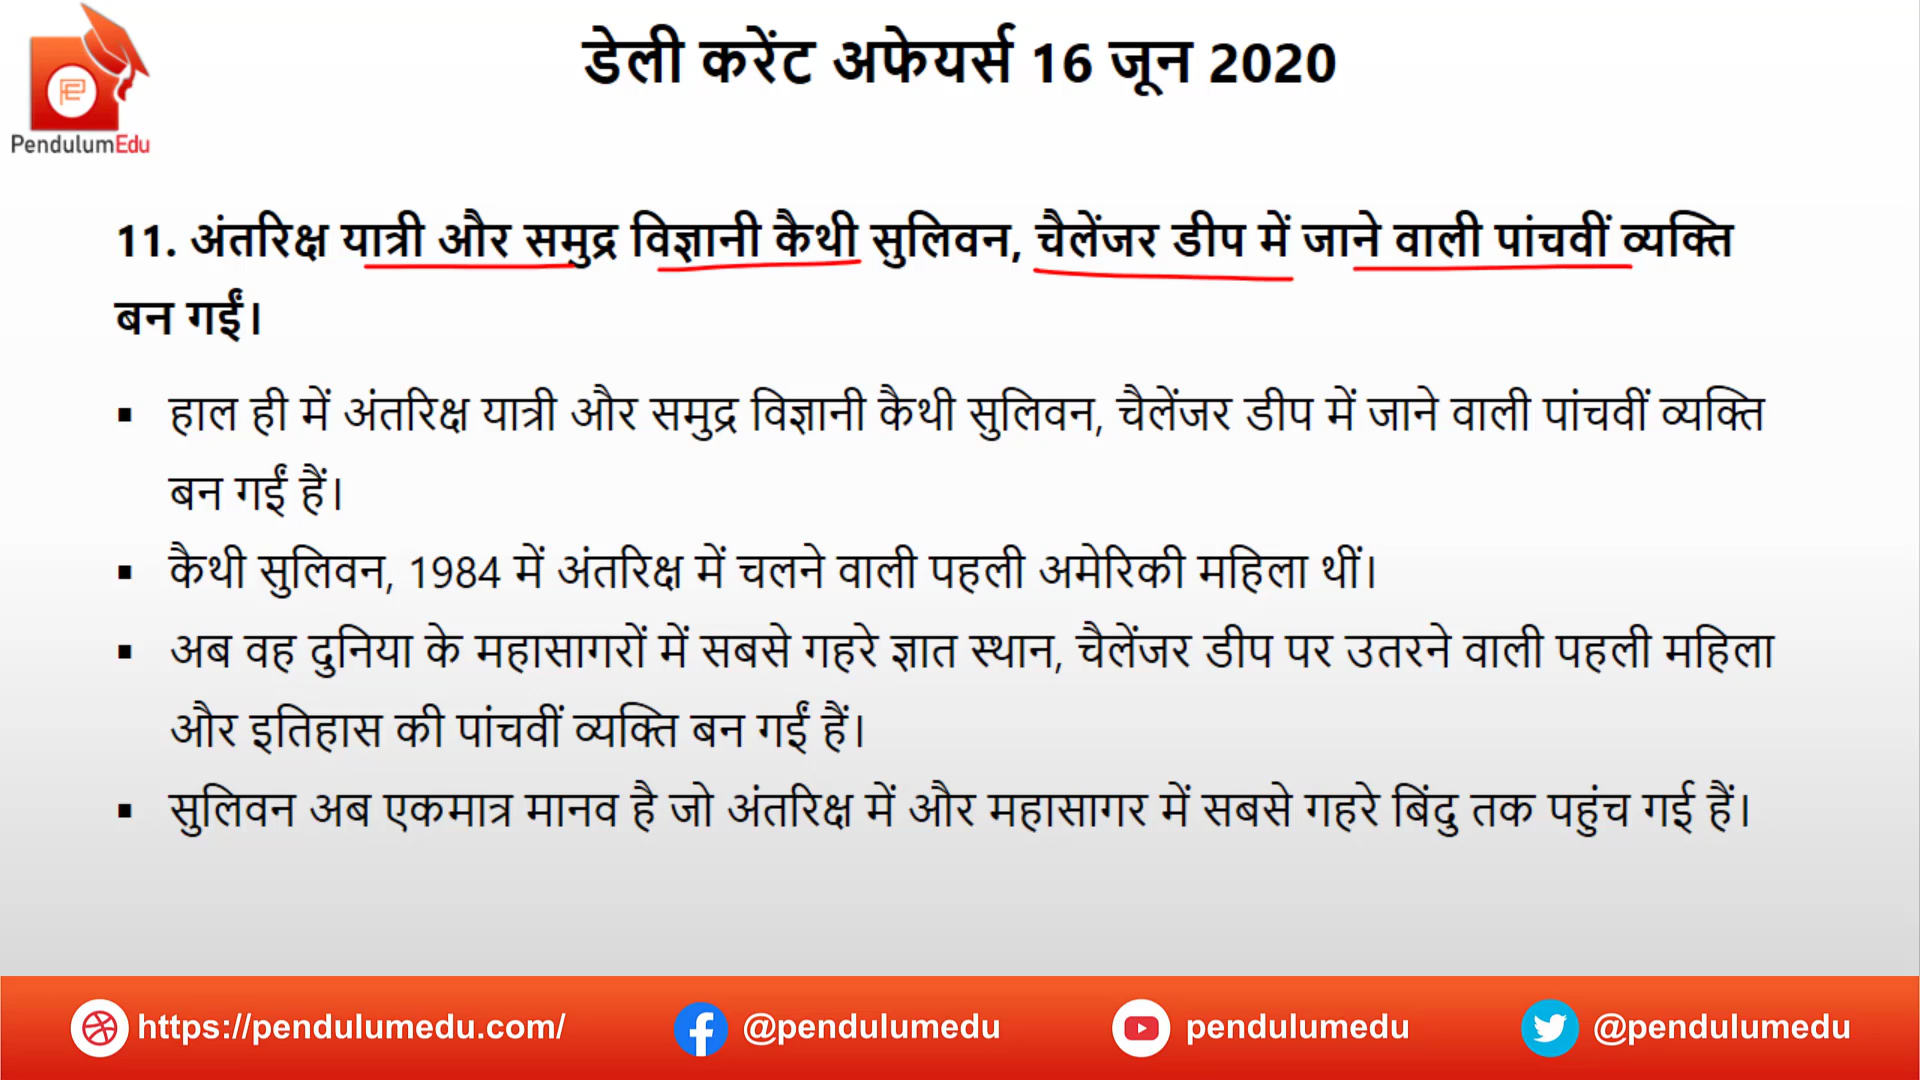 डेली करेंट अफेयर्स 16 जून 2020
PendulumEdu
11. अंतरिक्ष यात्री और समुद्र विज्ञानी कैथी सुलिवन, चैलेंजर डीप में जाने वाली पांचवीं व्यक्ति
बन गईं।
▪ हाल ही में अंतरिक्ष यात्री और समुद्र विज्ञानी कैथी सुलिवन, चैलेंजर डीप में जाने वाली पांचवीं व्यक्ति
बन गईं हैं।
▪ कैथी सुलिवन, 1984 में अंतरिक्ष में चलने वाली पहली अमेरिकी महिला थीं।
▪ अब वह दुनिया के महासागरों में सबसे गहरे ज्ञात स्थान, चैलेंजर डीप पर उतरने वाली पहली महिला
और इतिहास की पांचवीं व्यक्ति बन गईं हैं।
▪ सुलिवन अब एकमात्र मानव है जो अंतरिक्ष में और महासागर में सबसे गहरे बिंदु तक पहुंच गई हैं।
https://pendulumedu.com/ @pendulumedu pendulumedu @pendulumedu